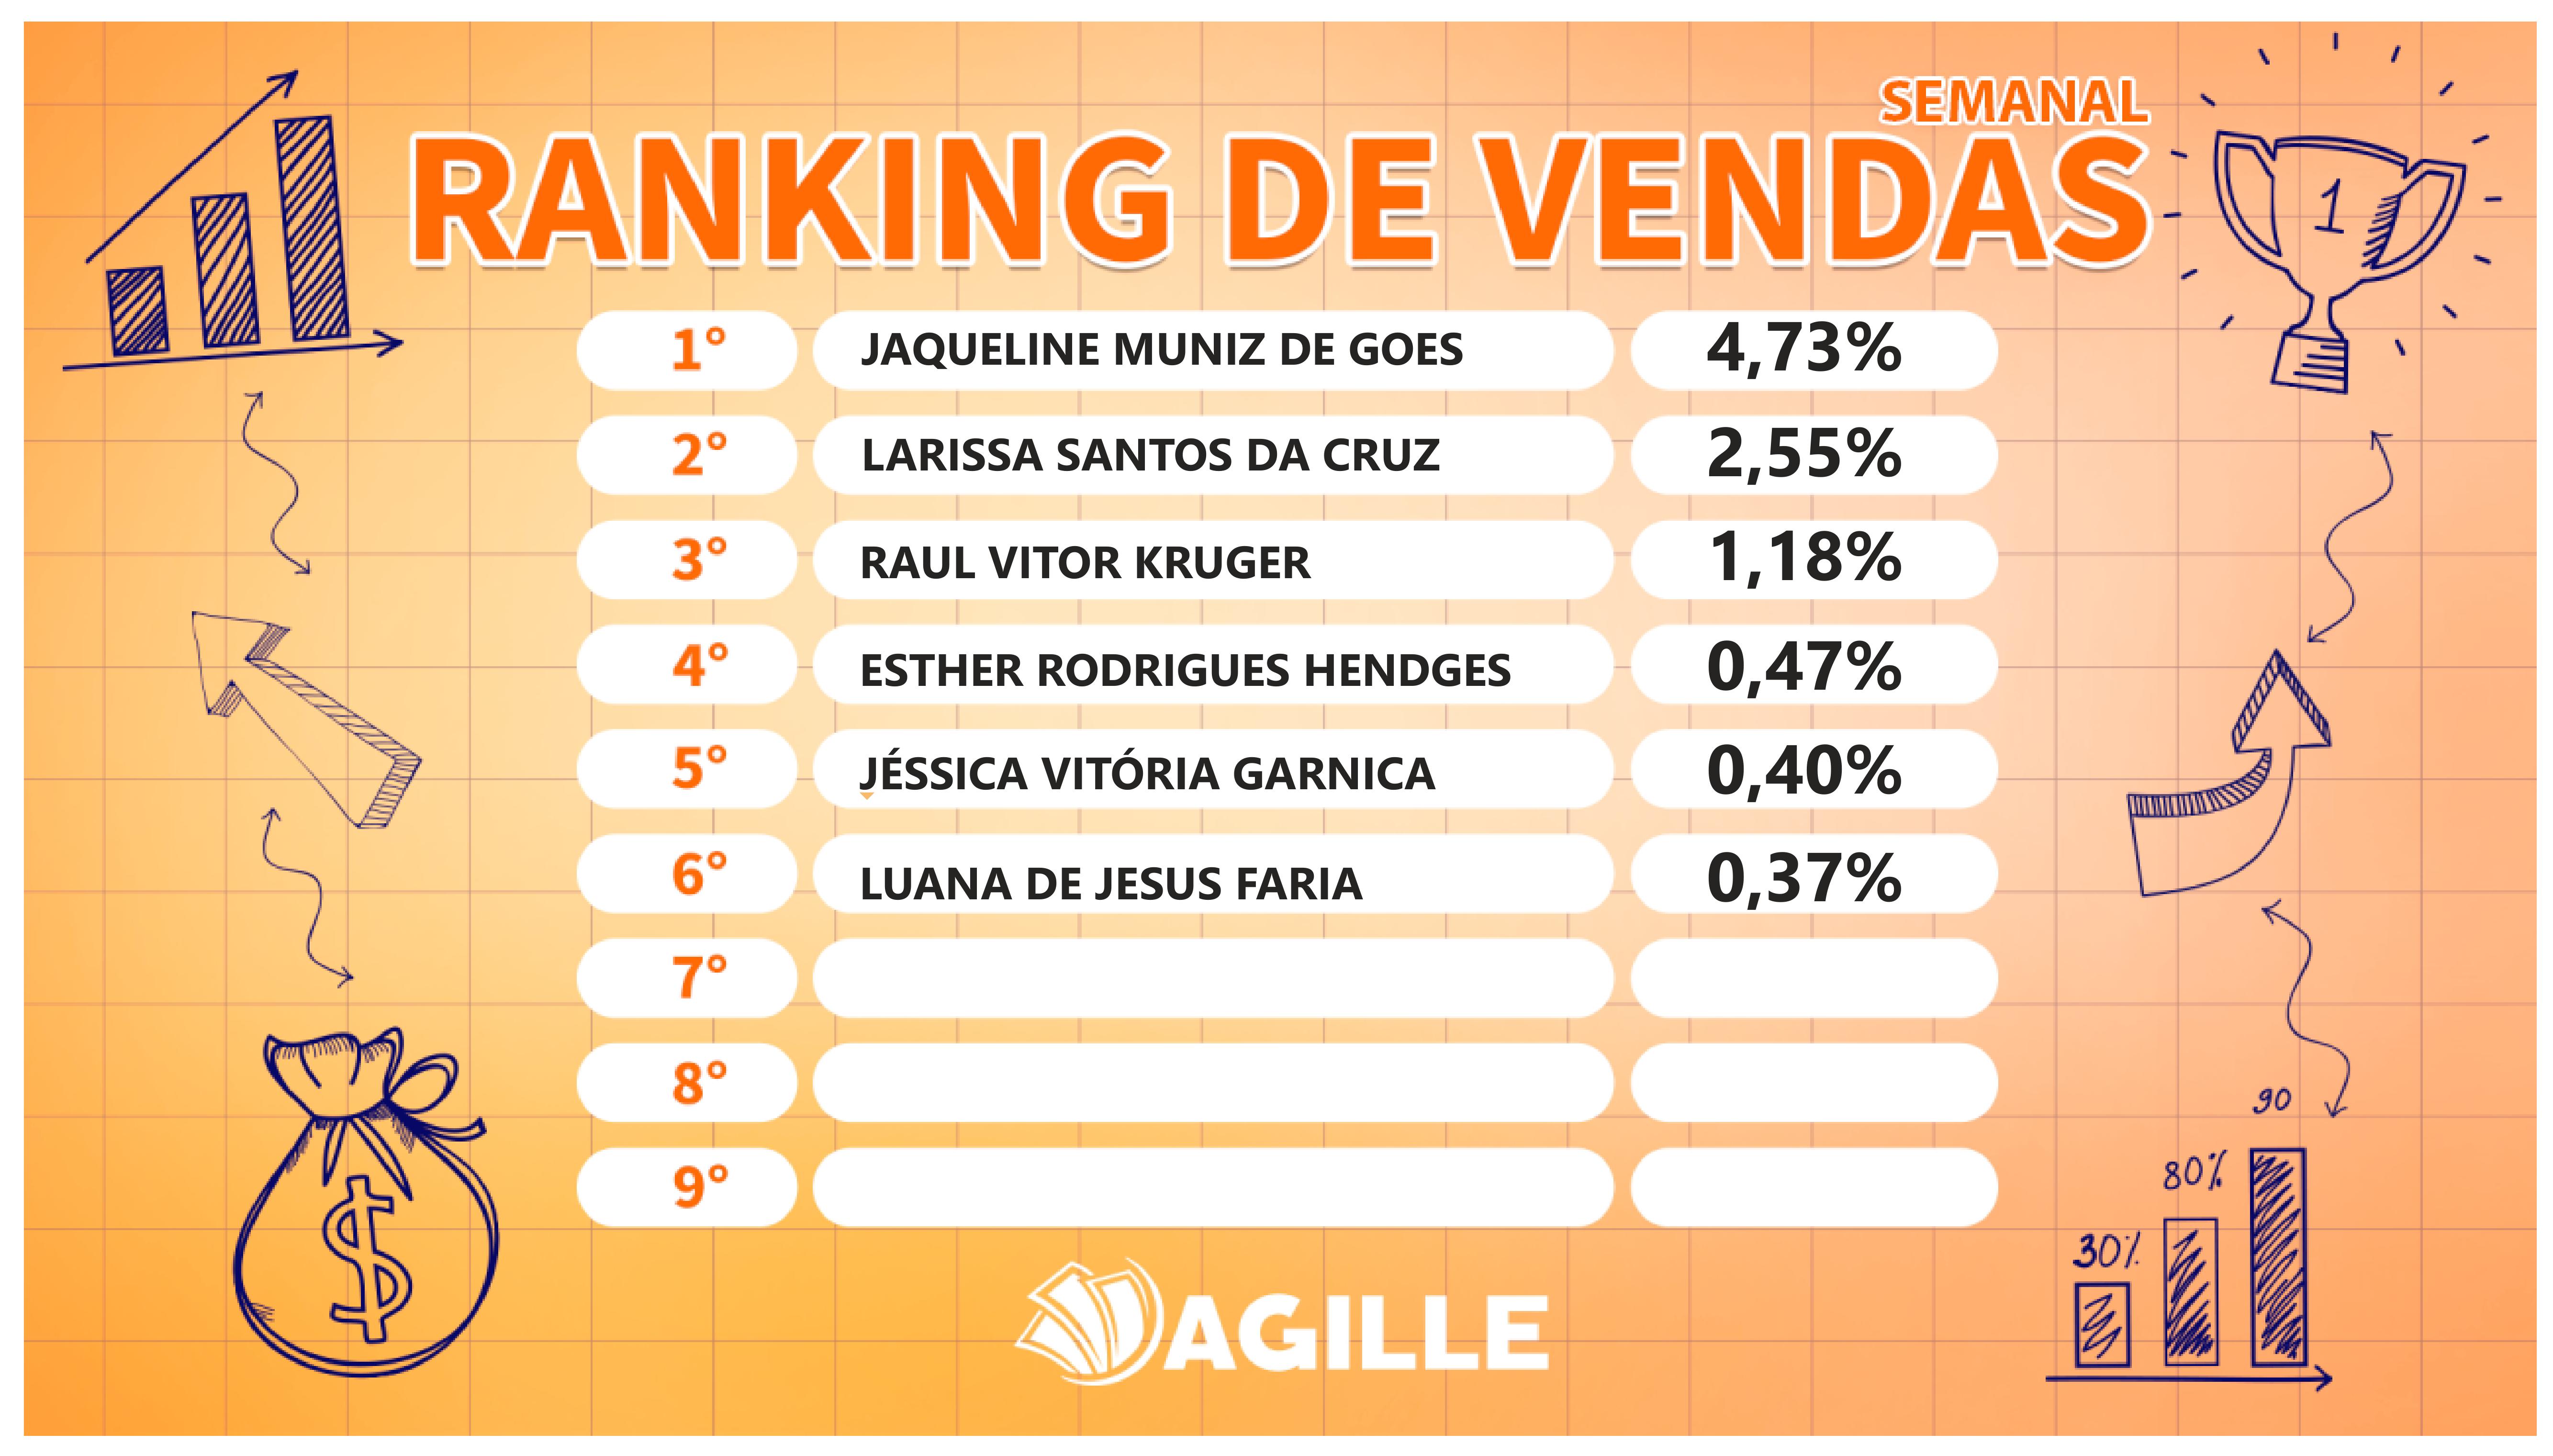 SEMANAL
RANKING DE VENDAS
1
1° JAQUELINE MUNIZ DE GOES 4,73%
2° LARISSA SANTOS DA CRUZ 2,55%
3° RAUL VITOR KRUGER 1,18%
4° ESTHER RODRIGUES HENDGES 0,47%
5° JÉSSICA VITÓRIA GARNICA 0,40%
6° LUANA DE JESUS FARIA 0,37%
7°
8°
9°
90
80%
30%
$
AGILLE